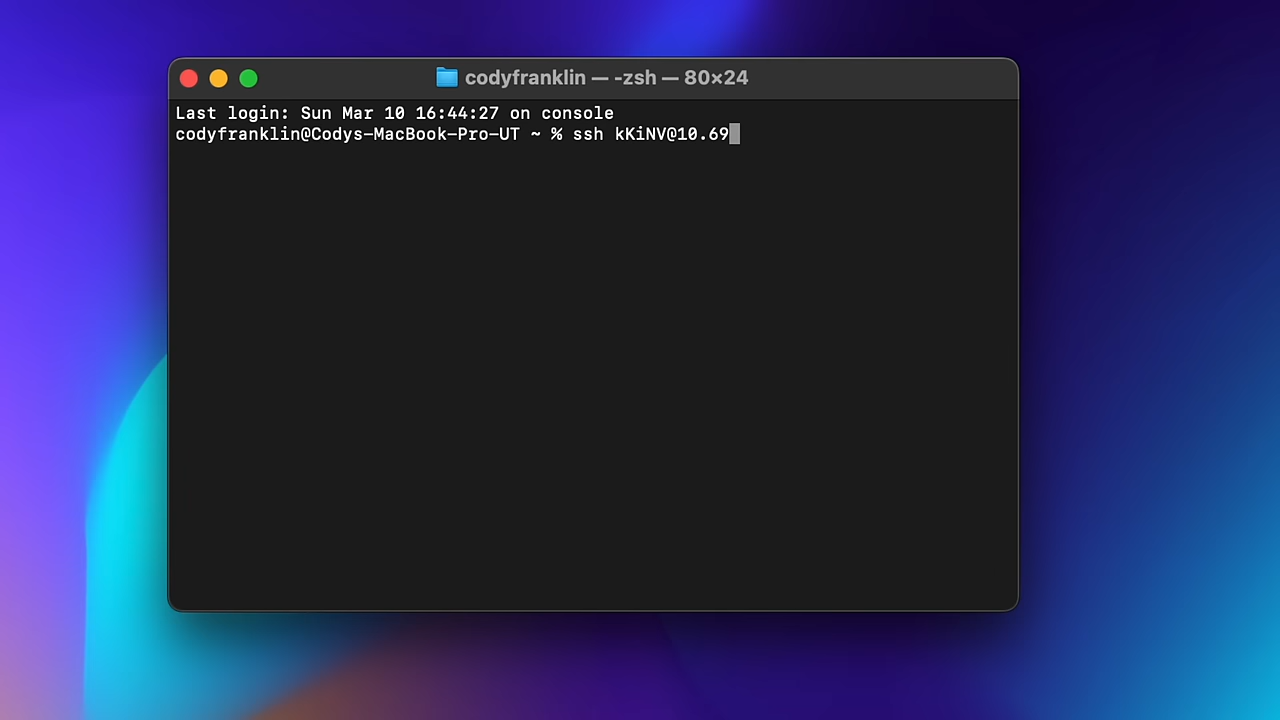 codyfranklin — -zsh — 80×24
Last login: Sun Mar 10 16:44:27 on console
codyfranklin@Codys-MacBook-Pro-UT ~ % ssh kKiNV@10.69